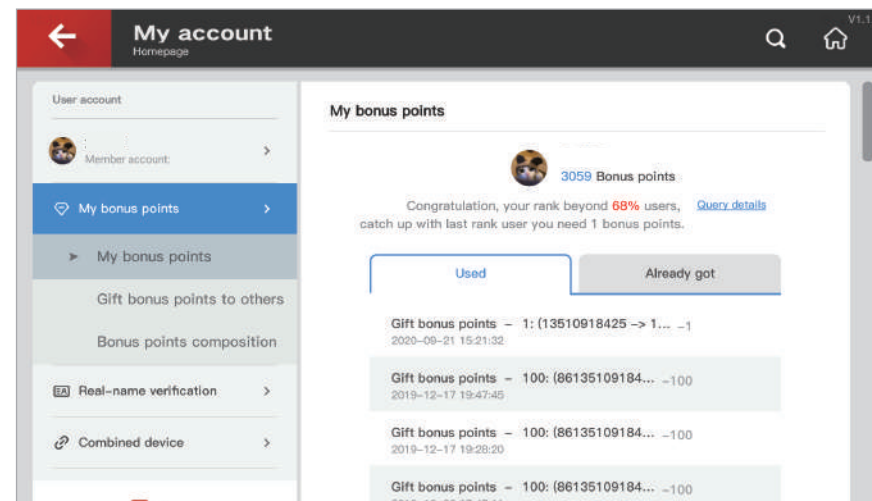 My account
Homepage
V1.1
User account
Member account:
My bonus points
My bonus points
Gift bonus points to others
Bonus points composition
Real-name verification
Combined device
My bonus points
3059 Bonus points
Congratulation, your rank beyond 68% users, Query details
catch up with last rank user you need 1 bonus points.
Used
Already got
Gift bonus points - 1: (13510918425 -> 1... -1
2020-09-21 15:21:32
Gift bonus points - 100: (86135109184... -100
2019-12-17 19:47:45
Gift bonus points - 100: (86135109184... -100
2019-12-17 19:28:20
Gift bonus points - 100: (86135109184... -100